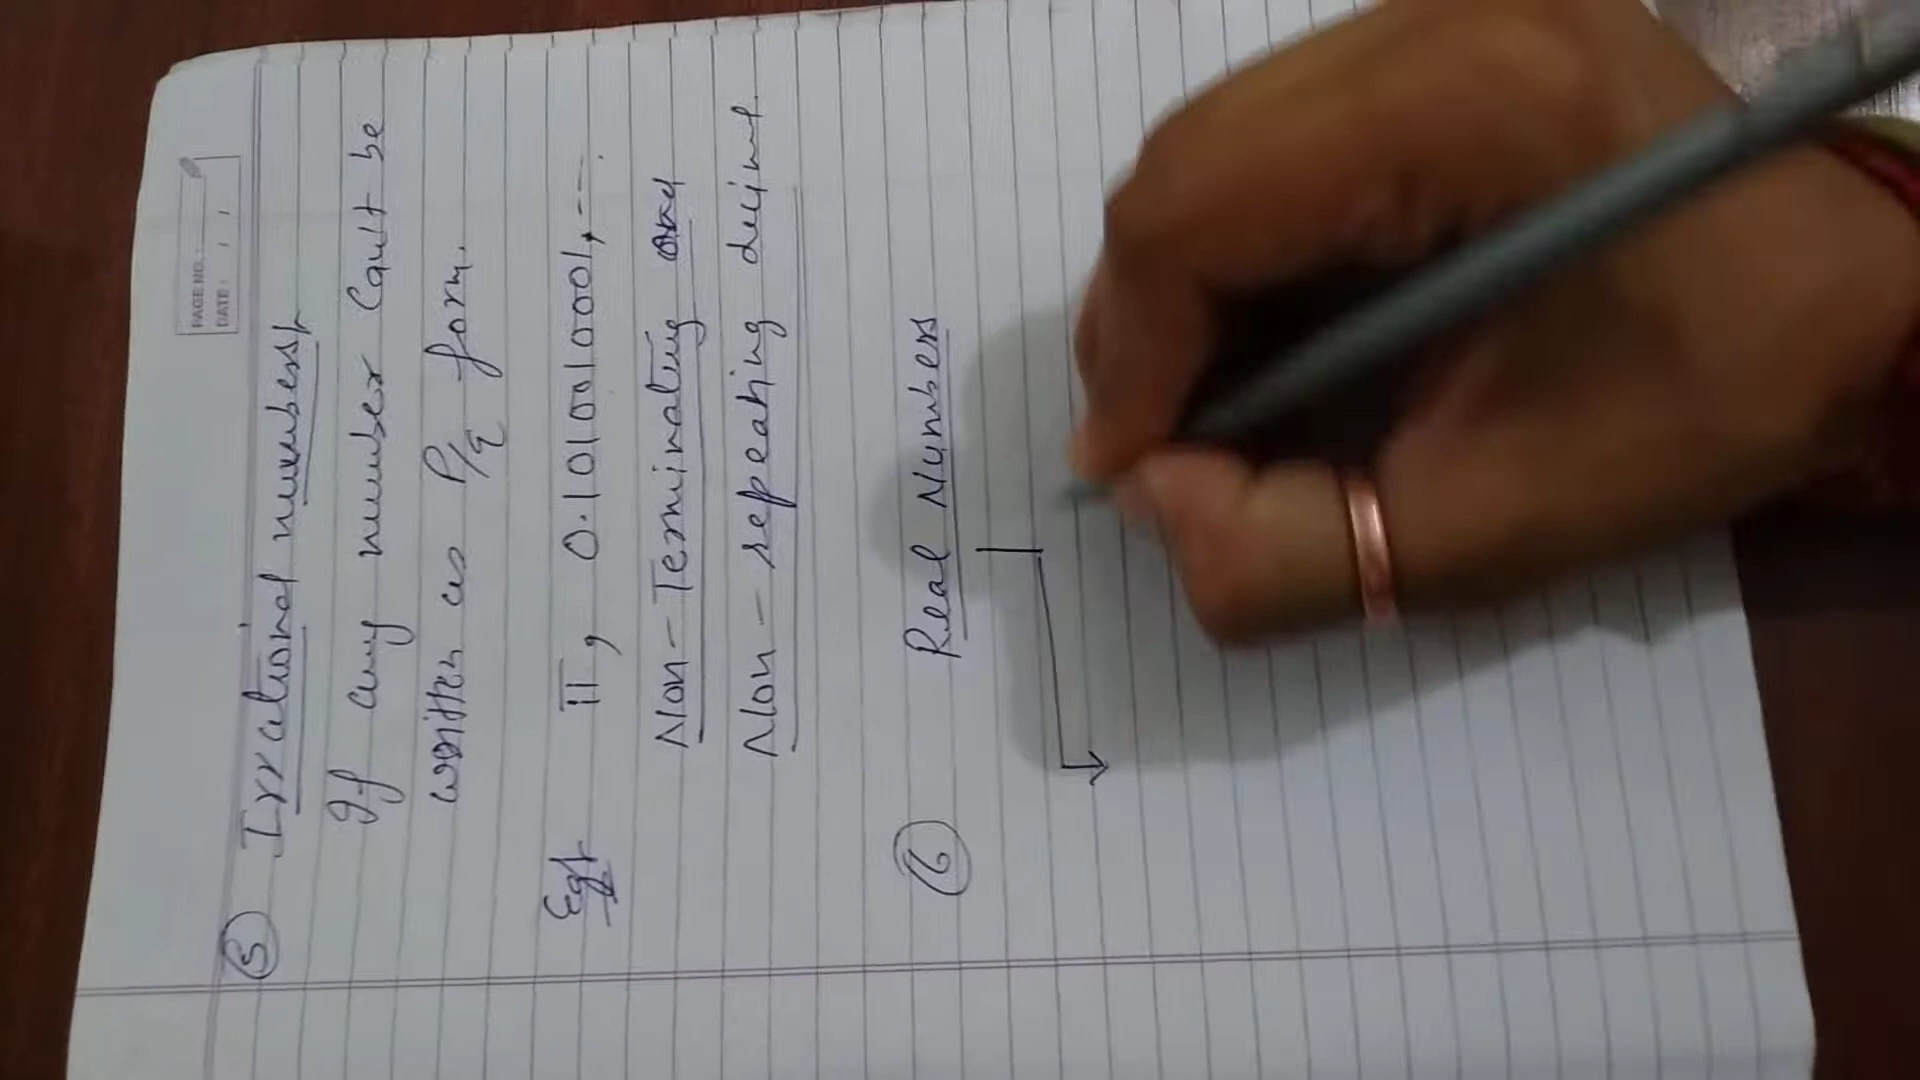 PAGE NO.:
DATE: / /
⑤ Irrational numbers:
If any number Can't be
written as P/q form.
Eg: π, 0.1010010001,---.
Non-Terminating and
Non-repeating decimal.
⑥ Real Numbers